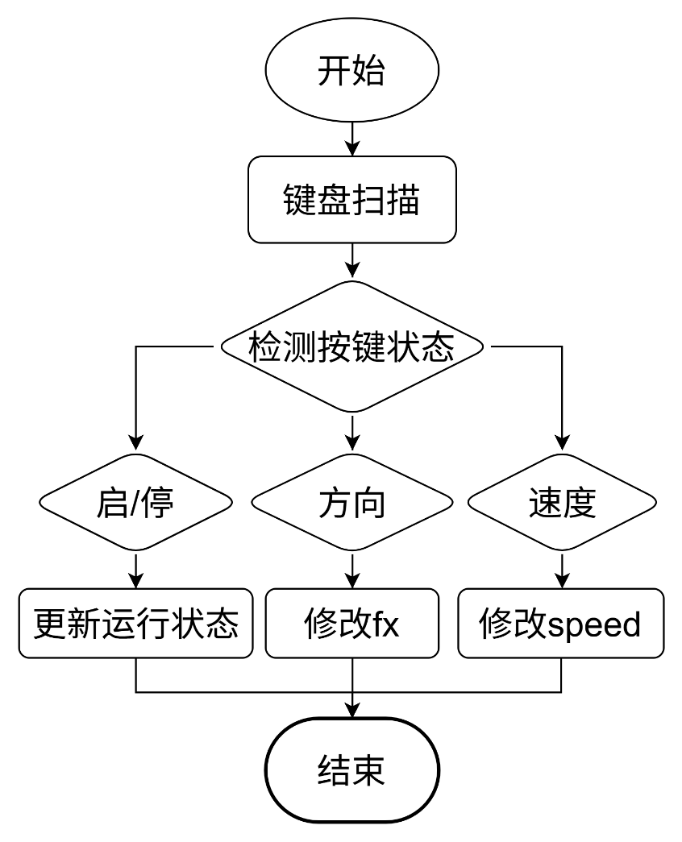 开始
键盘扫描
检测按键状态
启/停
方向
速度
更新运行状态
修改fx
修改speed
结束